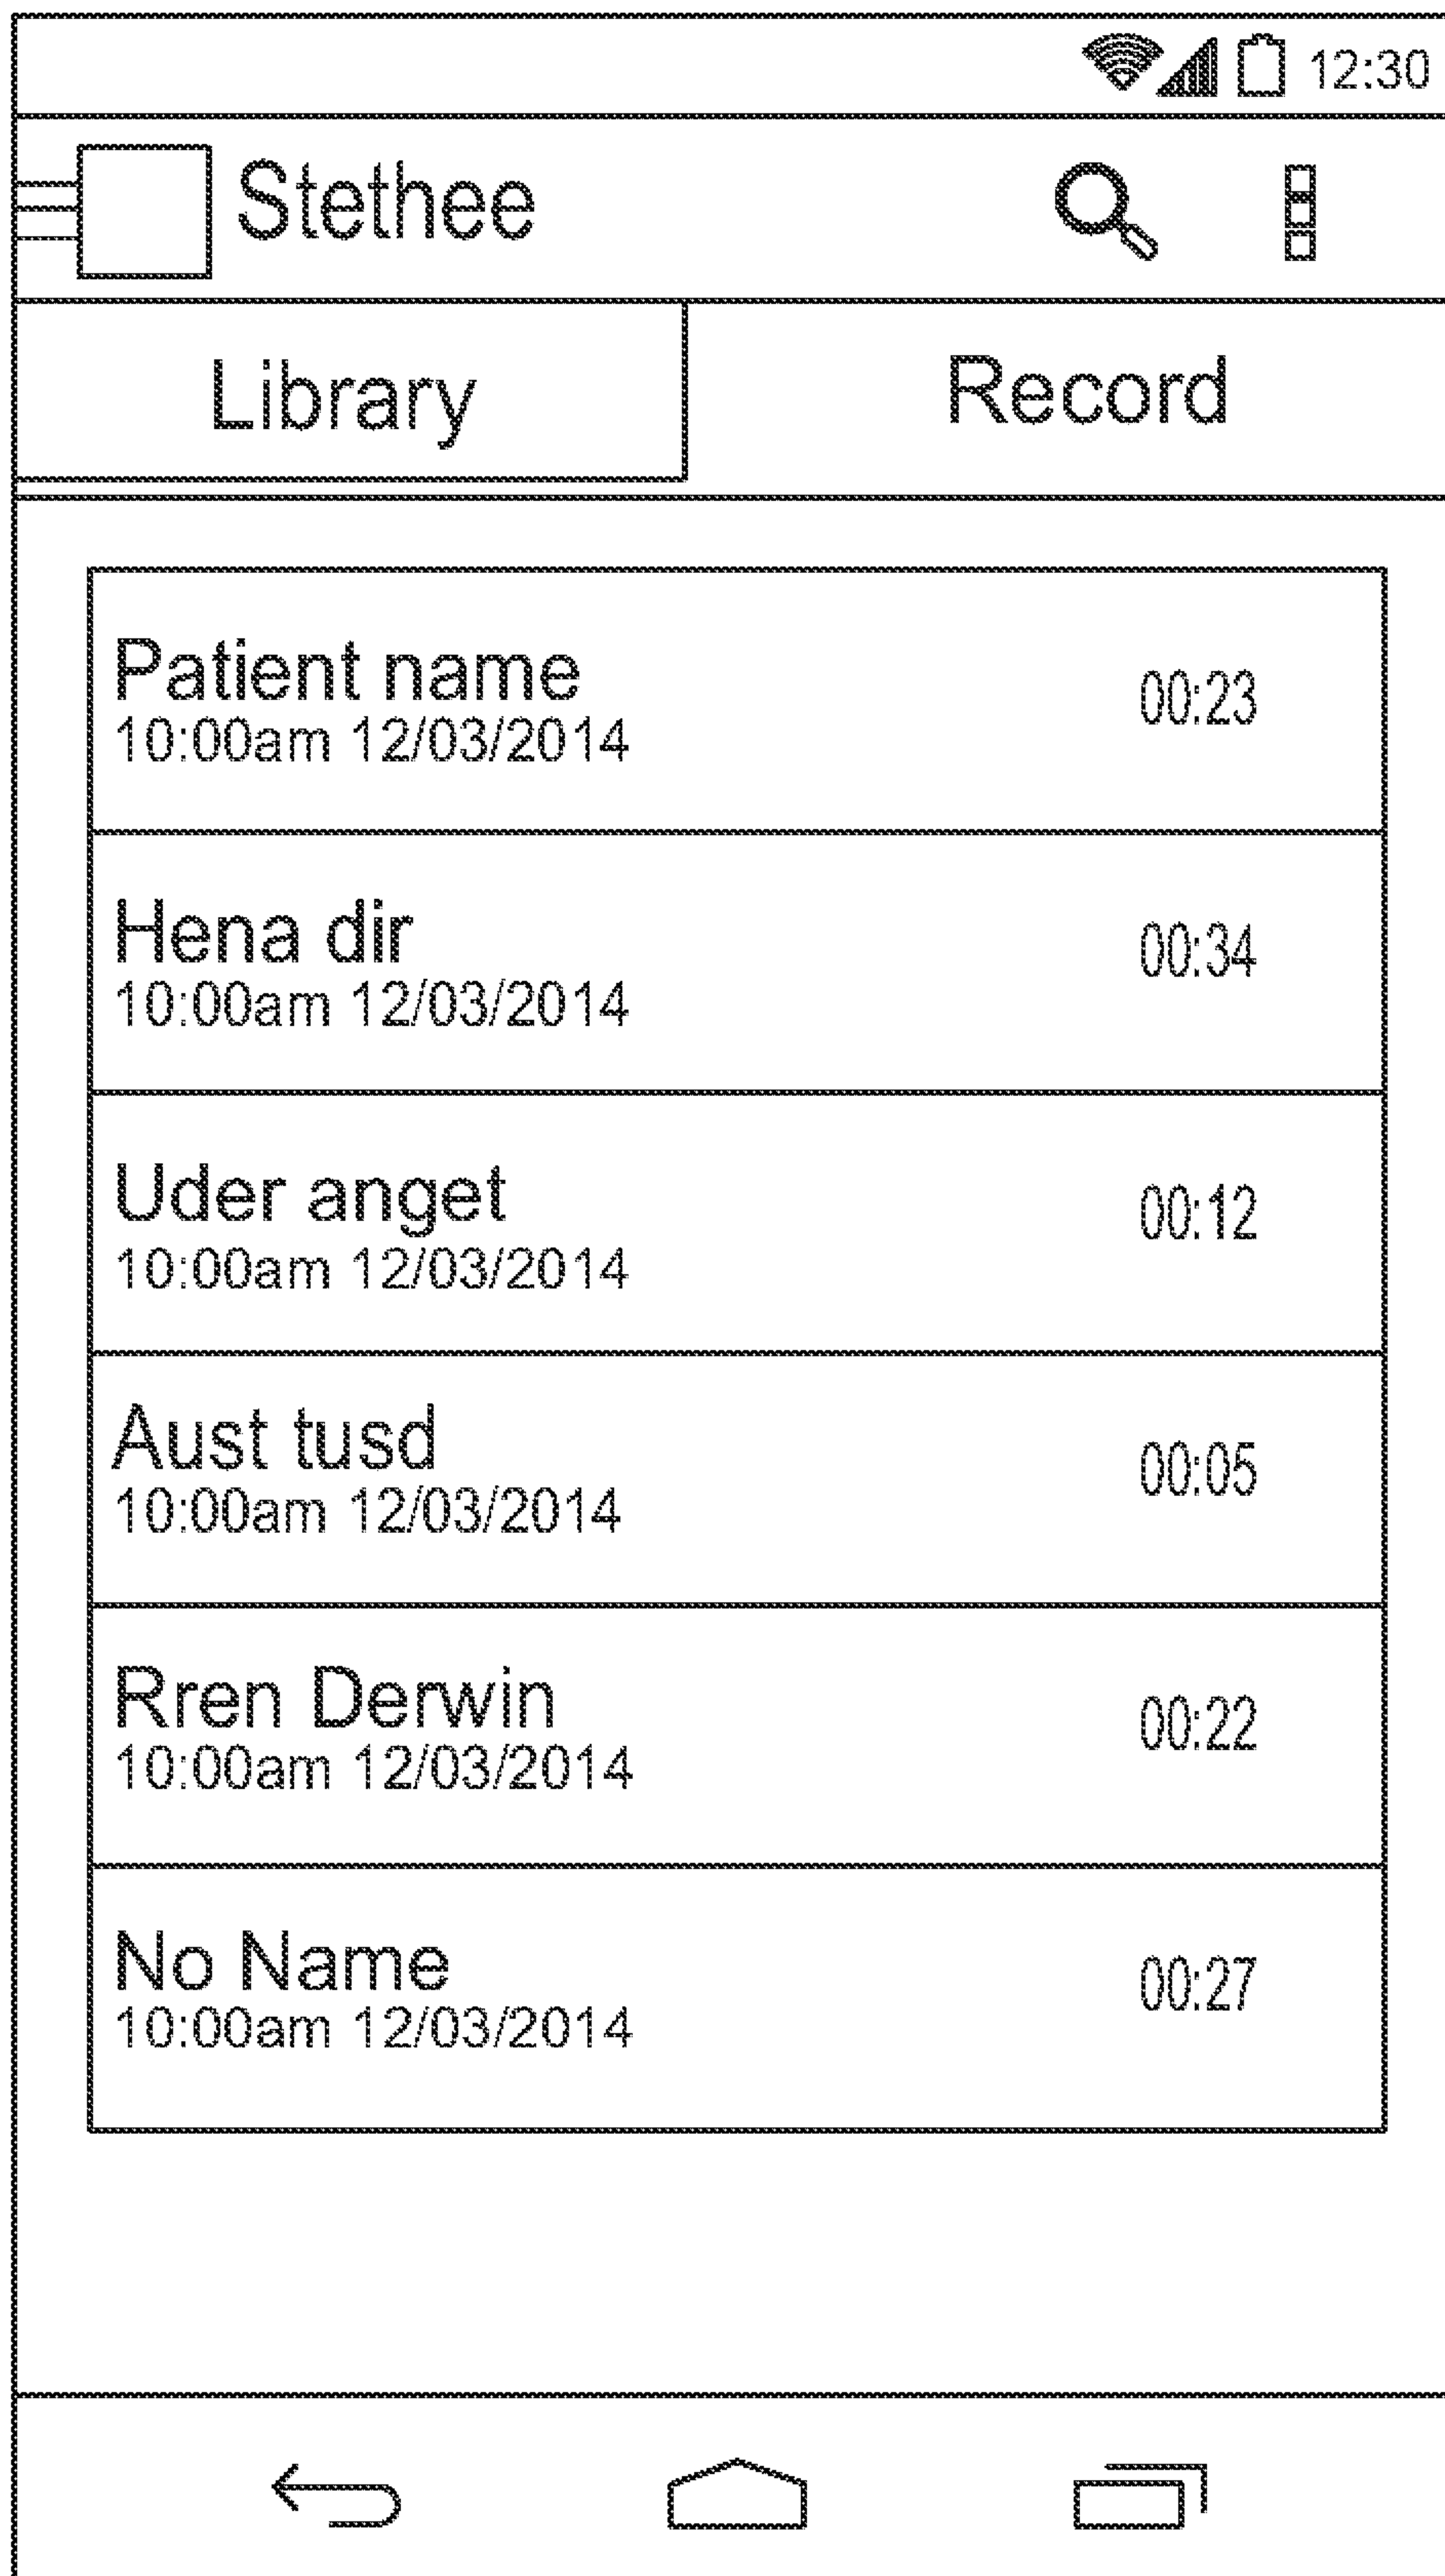 12:30
Stethee
Library
Record
Patient name
00:23
10:00am 12/03/2014
Hena dir
00:34
10:00am 12/03/2014
Uder anget
00:12
10:00am 12/03/2014
Aust tusd
00:05
10:00am 12/03/2014
Rren Derwin
00:22
10:00am 12/03/2014
No Name
00:27
10:00am 12/03/2014